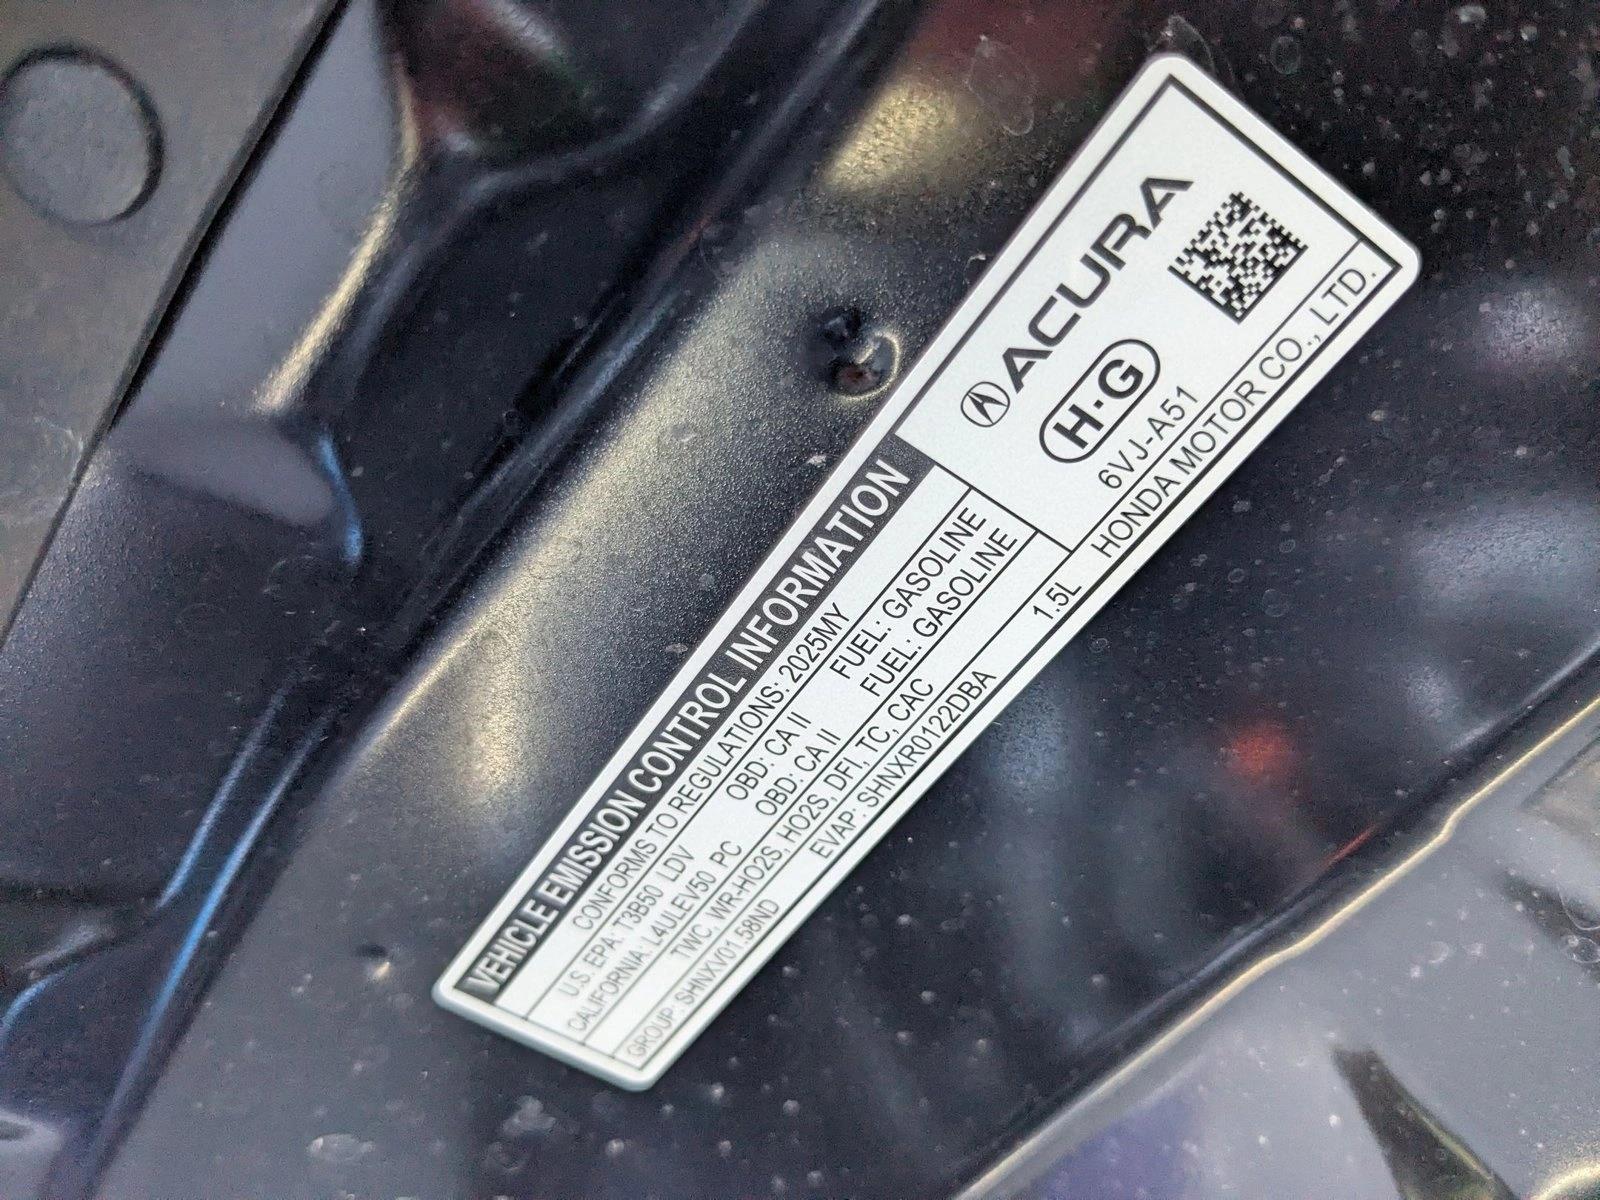 VEHICLE EMISSION CONTROL INFORMATION
CONFORMS TO REGULATIONS: 2025MY
U.S. EPA: T3B50 LDV OBD: CA II FUEL: GASOLINE
CALIFORNIA: L4ULEV50 PC OBD: CA II FUEL: GASOLINE
TWC, WR-HO2S, HO2S, DFI, TC, CAC
GROUP: SHNXV01.58ND EVAP: SHNXR0122DBA 1.5L
ACURA
H·G
6VJ-A51
HONDA MOTOR CO., LTD.